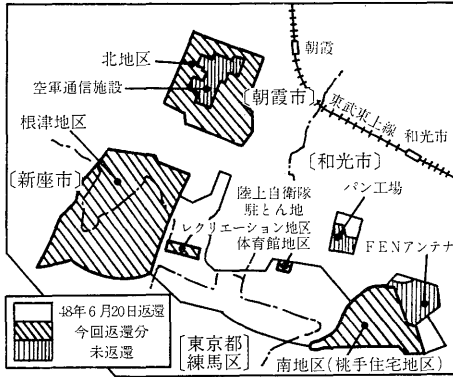 北地区
朝霞
空軍通信施設
〔朝霞市〕
東武東上線
和光市
根津地区
〔和光市〕
〔新座市〕
陸上自衛隊
駐とん地
レクリエーション地区
体育館地区
パン工場
FENアンテナ
48年6月20日返還
今回返還分
未返還
〔東京都
練馬区〕
南地区(桃手住宅地区)